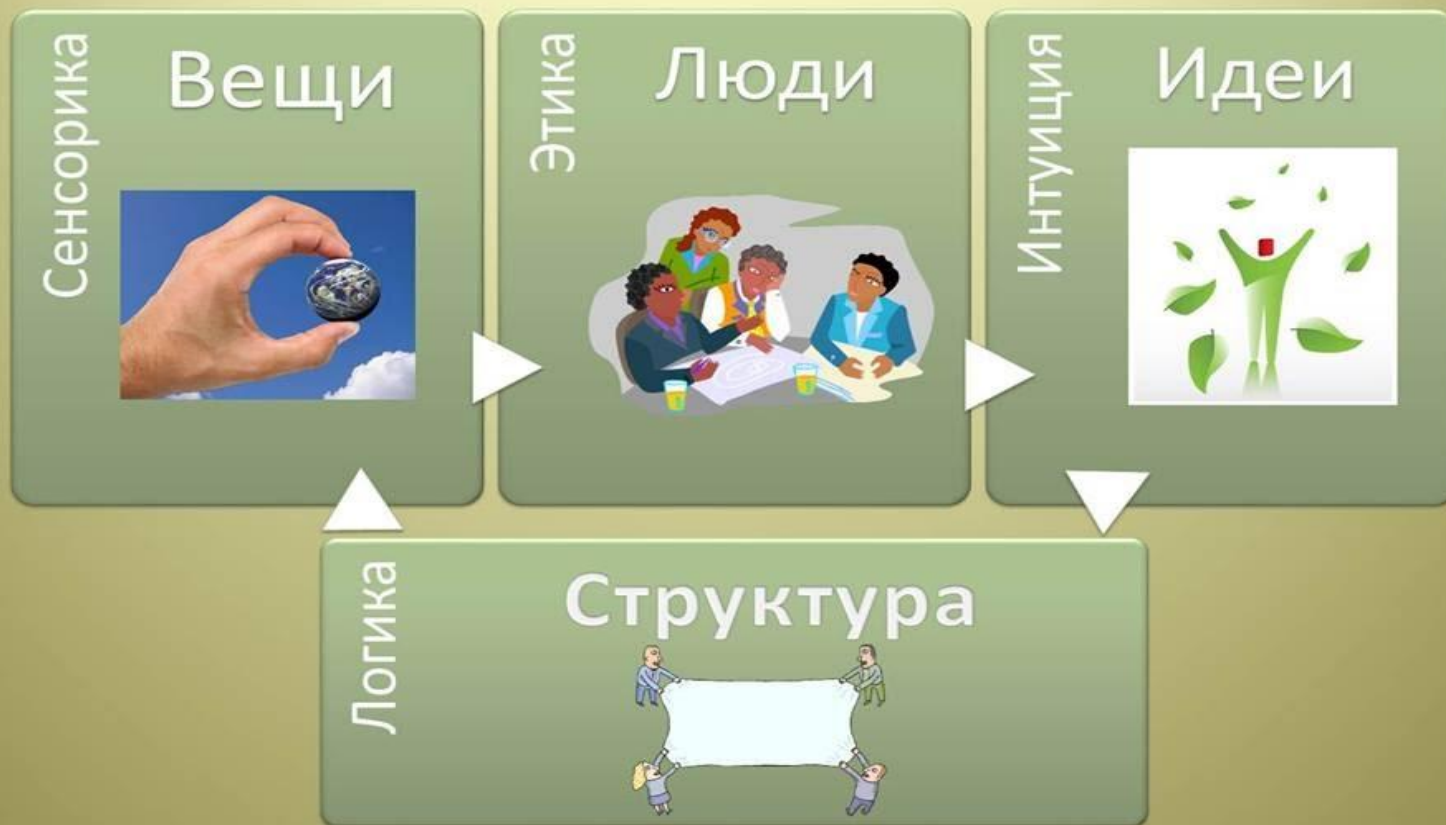 Сенсорика
Вещи
Этика
Люди
Интуиция
Идеи
Логика
Структура